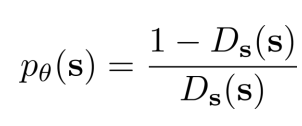 p_θ(s) = (1 − D_s(s)) / D_s(s)